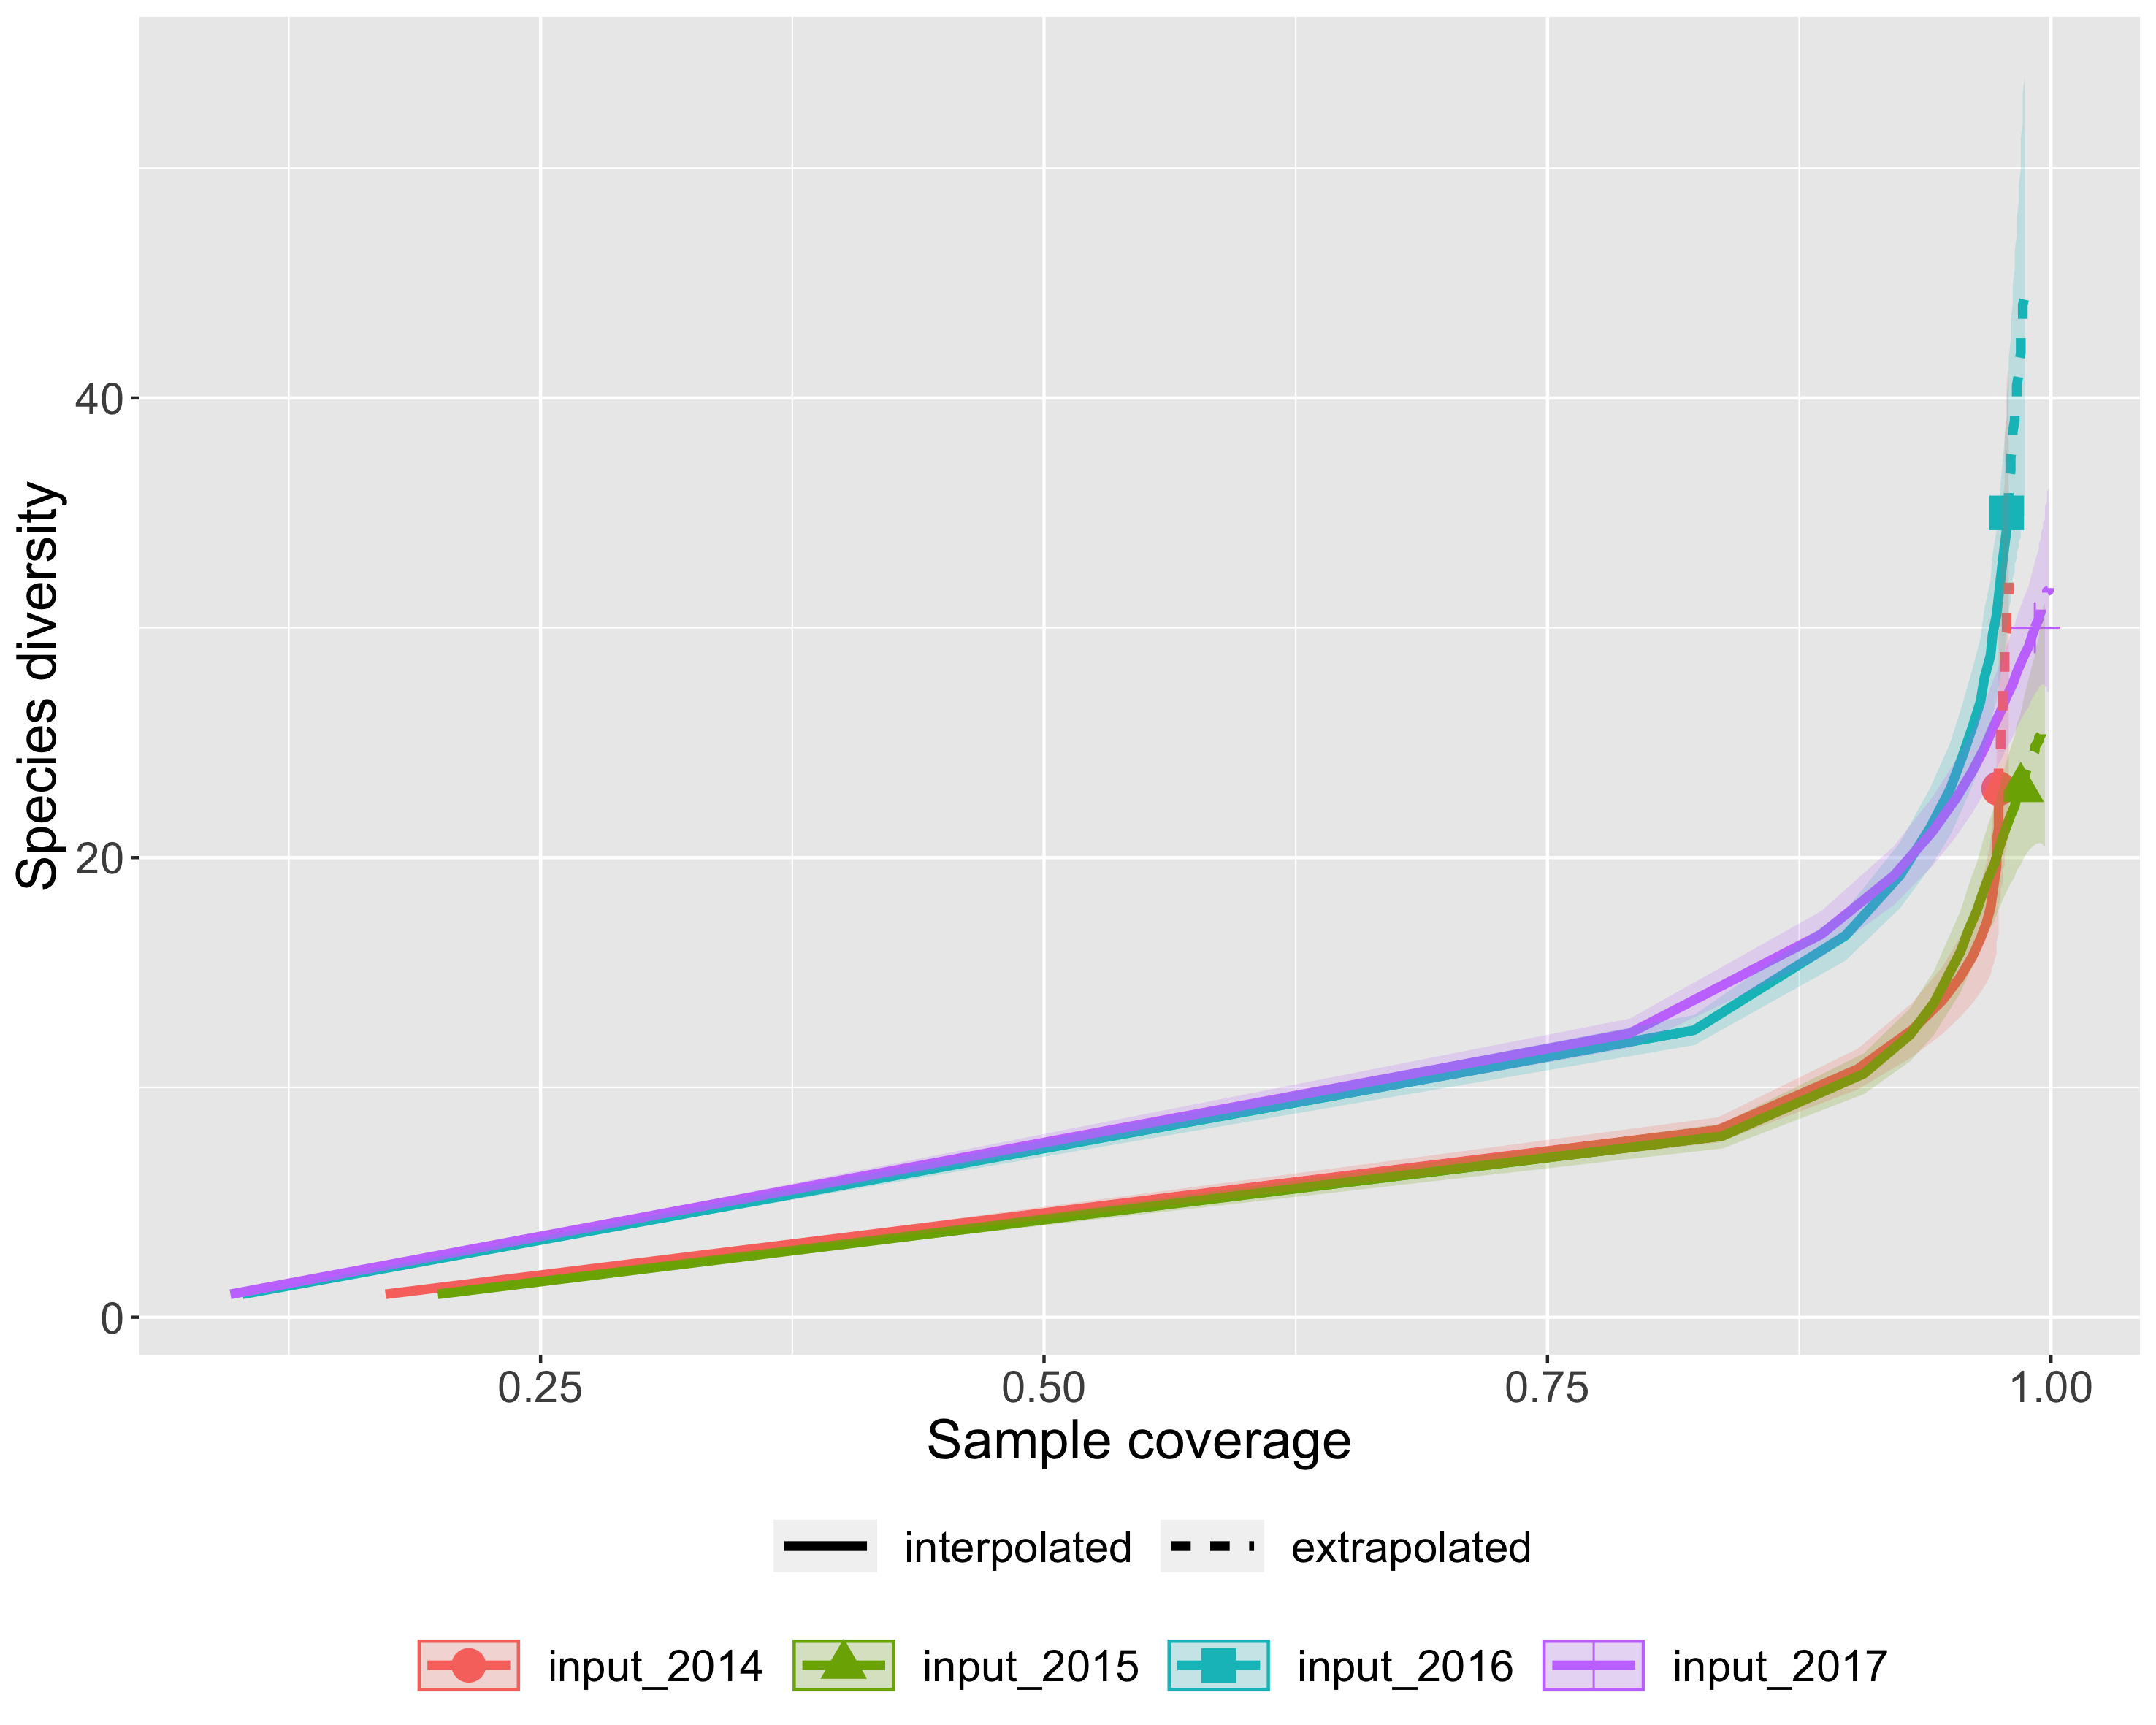 Species diversity
40
20
0
0.25 0.50 0.75 1.00
Sample coverage
interpolated extrapolated
input_2014 input_2015 input_2016 input_2017